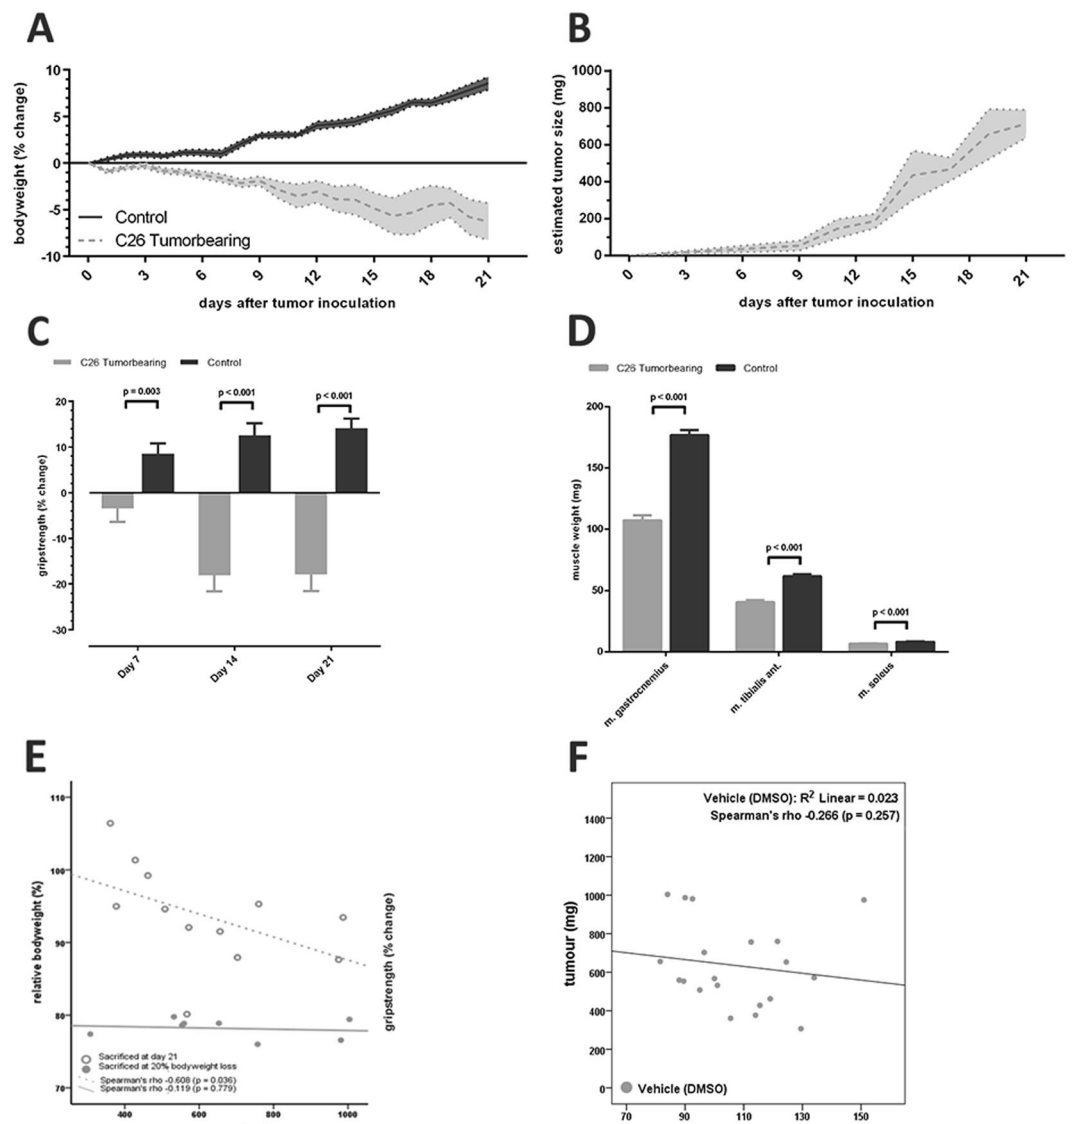 A
bodyweight (% change)
10
5
0
-5
-10
Control
C26 Tumorbearing
0
3
6
9
12
15
18
21
days after tumor inoculation
B
estimated tumor size (mg)
1000
800
600
400
200
0
0
3
6
9
12
15
18
21
days after tumor inoculation
C
C26 Tumorbearing
Control
gripstrength (% change)
20
10
0
-10
-20
-30
p = 0.003
p < 0.001
p < 0.001
Day 7
Day 14
Day 21
D
C26 Tumorbearing
Control
muscle weight (mg)
200
150
100
50
0
p < 0.001
p < 0.001
p < 0.001
m. gastrocnemius
m. tibialis ant.
m. soleus
E
relative bodyweight (%)
110
100
90
80
70
Sacrificed at day 21
Sacrificed at 20% bodyweight loss
Spearman's rho -0.608 (p = 0.036)
Spearman's rho -0.119 (p = 0.779)
400
600
800
1000
gripstrength (% change)
F
Vehicle (DMSO): R² Linear = 0.023
Spearman's rho -0.266 (p = 0.257)
tumour (mg)
1400
1200
1000
800
600
400
200
0
Vehicle (DMSO)
70
90
110
130
150